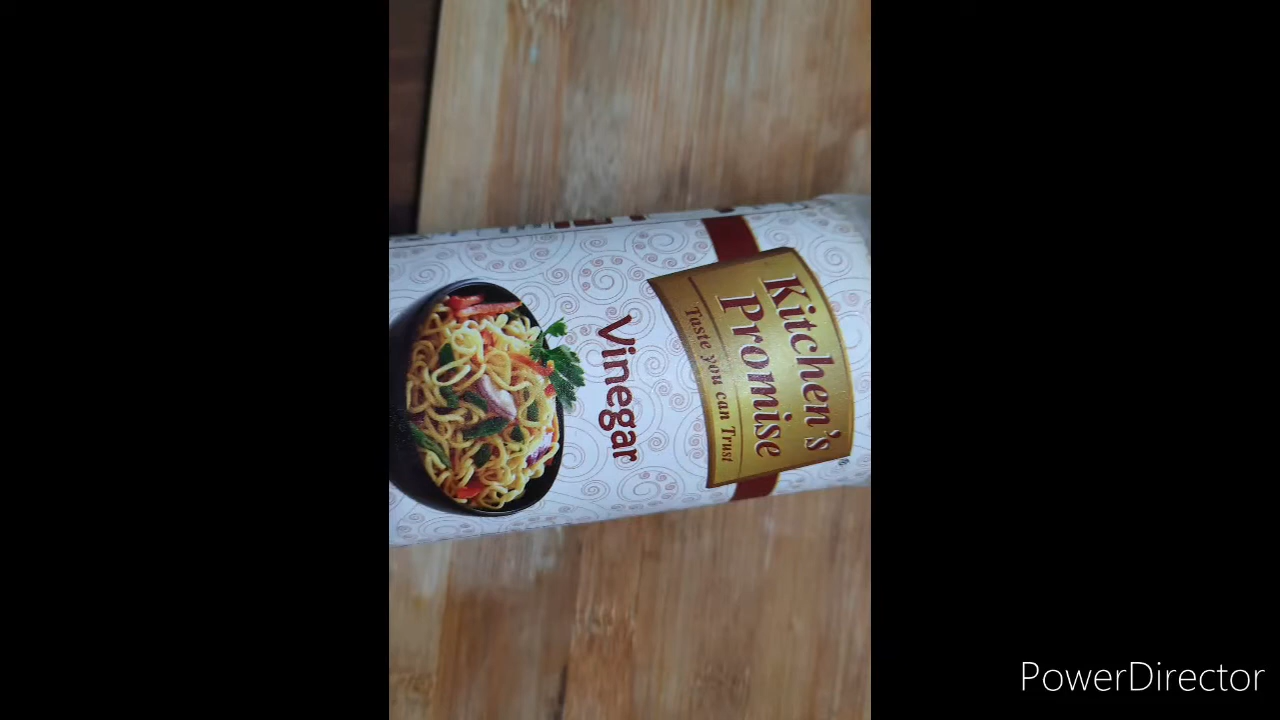 Kitchen's
Promise
Taste you can Trust
Vinegar
PowerDirector